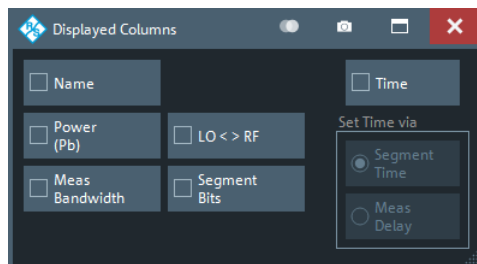 R&S Displayed Columns
Name
Time
Power
(Pb)
LO < > RF
Set Time via
Segment
Time
Meas
Bandwidth
Segment
Bits
Meas
Delay